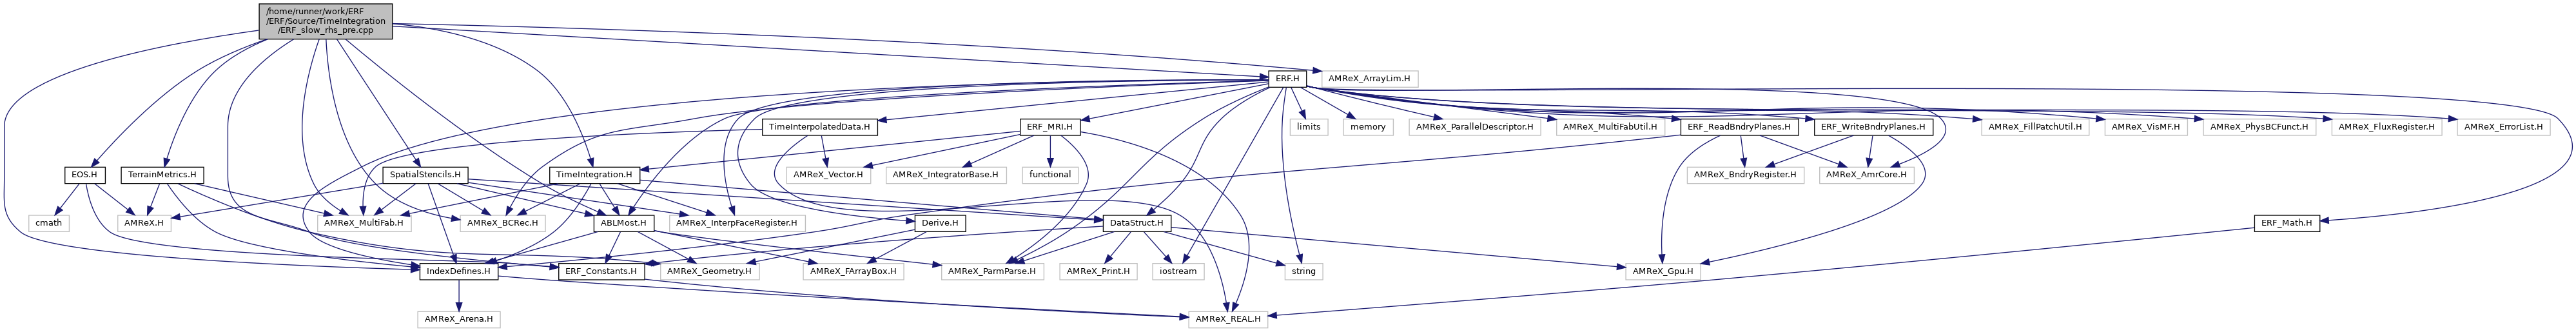 /home/runner/work/ERF
/ERF/Source/TimeIntegration
/ERF_slow_rhs_pre.cpp
ERF.H
AMReX_ArrayLim.H
TimeInterpolatedData.H
ERF_MRI.H
limits
memory
AMReX_ParallelDescriptor.H
AMReX_MultiFabUtil.H
ERF_ReadBndryPlanes.H
ERF_WriteBndryPlanes.H
AMReX_FillPatchUtil.H
AMReX_VisMF.H
AMReX_PhysBCFunct.H
AMReX_FluxRegister.H
AMReX_ErrorList.H
EOS.H
TerrainMetrics.H
SpatialStencils.H
TimeIntegration.H
AMReX_Vector.H
AMReX_IntegratorBase.H
functional
AMReX_BndryRegister.H
AMReX_AmrCore.H
cmath
AMReX.H
AMReX_MultiFab.H
AMReX_BCRec.H
ABLMost.H
AMReX_InterpFaceRegister.H
Derive.H
DataStruct.H
ERF_Math.H
IndexDefines.H
ERF_Constants.H
AMReX_Geometry.H
AMReX_FArrayBox.H
AMReX_ParmParse.H
AMReX_Print.H
iostream
string
AMReX_Gpu.H
AMReX_Arena.H
AMReX_REAL.H